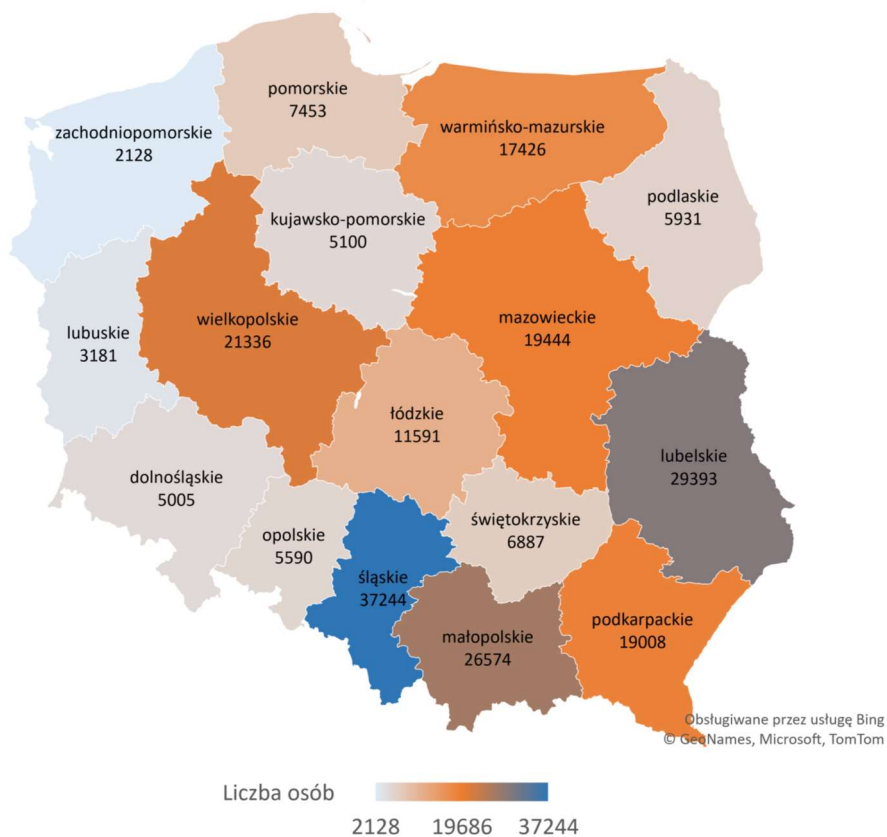 pomorskie
7453
zachodniopomorskie
2128
warmińsko-mazurskie
17426
podlaskie
5931
kujawsko-pomorskie
5100
lubuskie
3181
wielkopolskie
21336
mazowieckie
19444
łódzkie
11591
lubelskie
29393
dolnośląskie
5005
opolskie
5590
świętokrzyskie
6887
śląskie
37244
małopolskie
26574
podkarpackie
19008
Obsługiwane przez usługę Bing
© GeoNames, Microsoft, TomTom
Liczba osób
2128 19686 37244